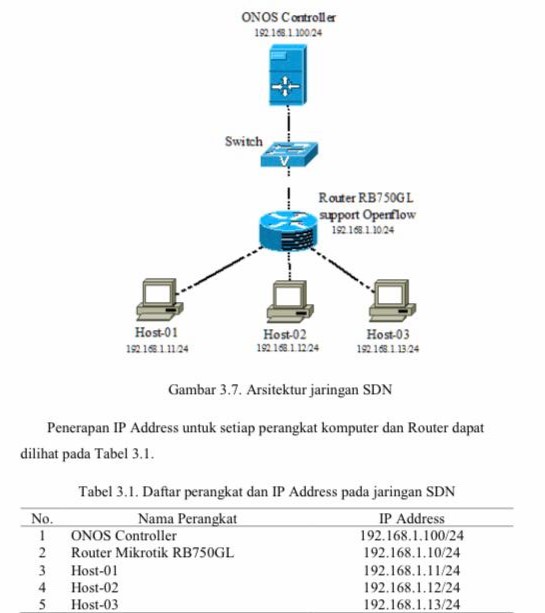 ONOS Controller
192.168.1.100/24
Switch
Router RB750GL
support Openflow
192.168.1.10/24
Host-01
192.168.1.11/24
Host-02
192.168.1.12/24
Host-03
192.168.1.13/24
Gambar 3.7. Arsitektur jaringan SDN
Penerapan IP Address untuk setiap perangkat komputer dan Router dapat
dilihat pada Tabel 3.1.
Tabel 3.1. Daftar perangkat dan IP Address pada jaringan SDN
No. Nama Perangkat IP Address
1 ONOS Controller 192.168.1.100/24
2 Router Mikrotik RB750GL 192.168.1.10/24
3 Host-01 192.168.1.11/24
4 Host-02 192.168.1.12/24
5 Host-03 192.168.1.13/24